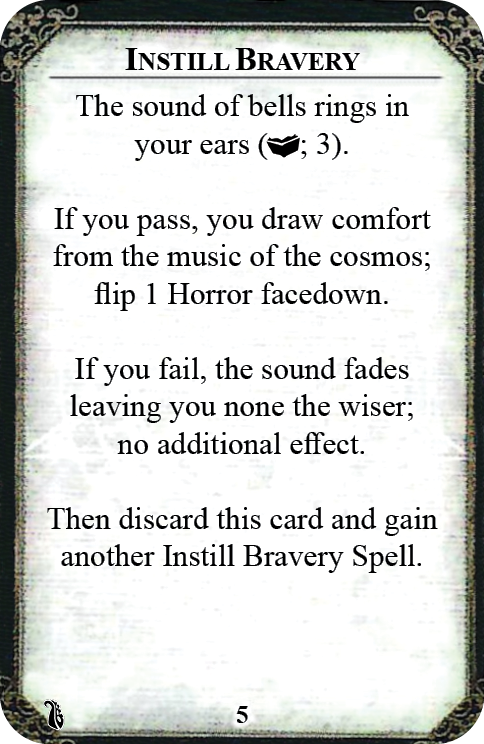 INSTILL BRAVERY
The sound of bells rings in
your ears (; 3).
If you pass, you draw comfort
from the music of the cosmos;
flip 1 Horror facedown.
If you fail, the sound fades
leaving you none the wiser;
no additional effect.
Then discard this card and gain
another Instill Bravery Spell.
5